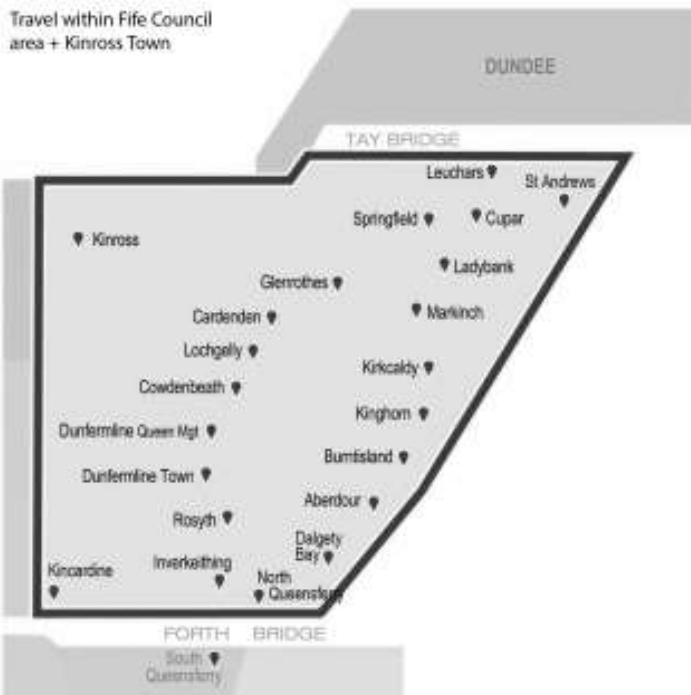 Travel within Fife Council
area + Kinross Town
DUNDEE
TAY BRIDGE
Leuchars
St Andrews
Springfield
Cupar
Kinross
Ladybank
Glenrothes
Markinch
Cardenden
Lochgelly
Kirkcaldy
Cowdenbeath
Kinghorn
Dunfermline Queen Mgt
Burntisland
Dunfermline Town
Aberdour
Rosyth
Dalgety
Bay
Inverkeithing
Kincardine
North
Queensferry
FORTH BRIDGE
South
Queensferry